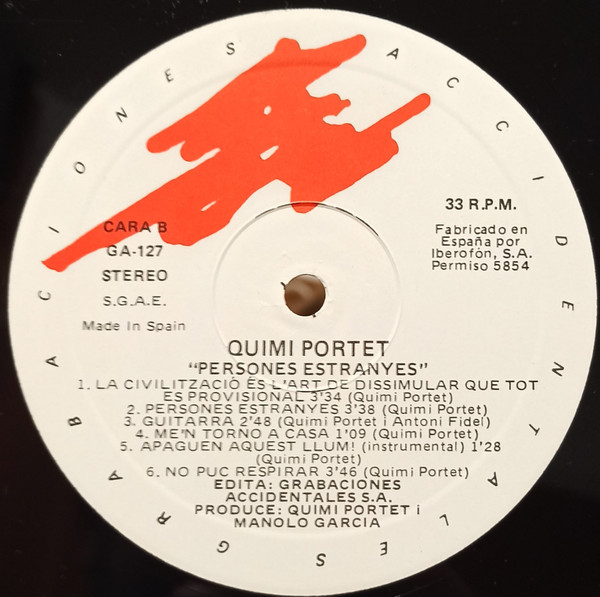 GRABACIONES ACCIDENTALES
CARA B
GA-127
STEREO
S.G.A.E.
Made In Spain
33 R.P.M.
Fabricado en
España por
Iberofón, S.A.
Permiso 5854
QUIMI PORTET
"PERSONES ESTRANYES"
1. LA CIVILITZACIÓ ÉS L'ART DE DISSIMULAR QUE TOT
ES PROVISIONAL 3'34 (Quimi Portet)
2. PERSONES ESTRANYES 3'38 (Quimi Portet)
3. GUITARRA 2'48 (Quimi Portet i Antoni Fidel)
4. ME'N TORNO A CASA 1'09 (Quimi Portet)
5. APAGUEN AQUEST LLUM! (instrumental) 1'28
(Quimi Portet)
6. NO PUC RESPIRAR 3'46 (Quimi Portet)
EDITA: GRABACIONES
ACCIDENTALES S.A.
PRODUCE: QUIMI PORTET i
MANOLO GARCIA